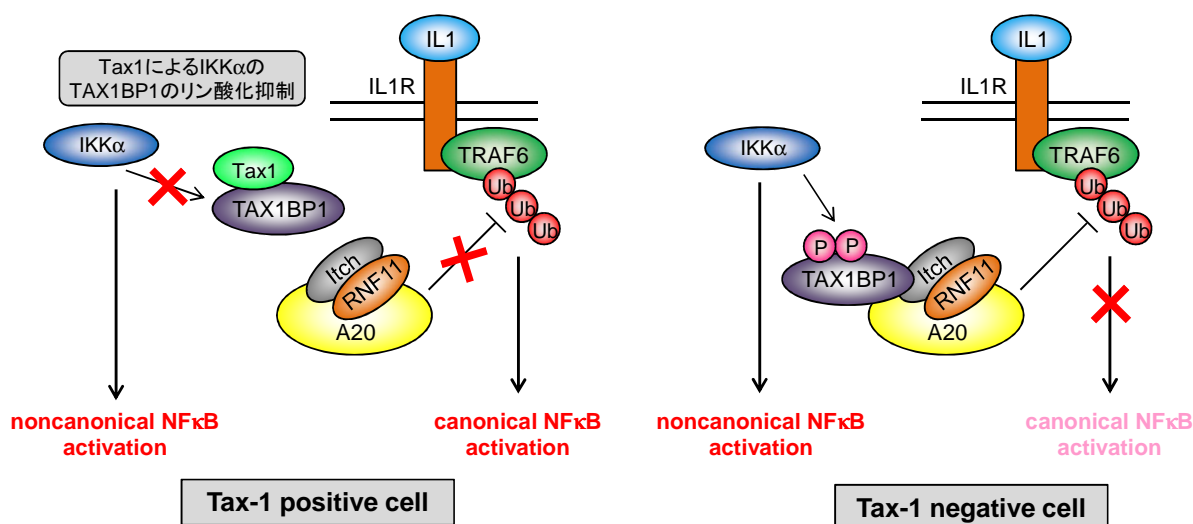 Tax1によるIKKαの
TAX1BP1のリン酸化抑制
IL1
IL1R
IKKα
TRAF6
Tax1
TAX1BP1
Ub
Ub
Ub
Itch
RNF11
A20
noncanonical NFκB
activation
canonical NFκB
activation
Tax-1 positive cell
IL1
IL1R
IKKα
TRAF6
Ub
Ub
Ub
P
P
TAX1BP1
Itch
RNF11
A20
noncanonical NFκB
activation
canonical NFκB
activation
Tax-1 negative cell